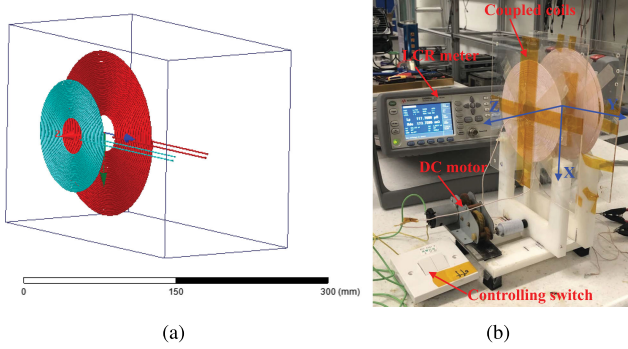 Coupled coils
LCR meter
Z
Y
X
DC motor
Controlling switch
0
150
300 (mm)
(a)
(b)